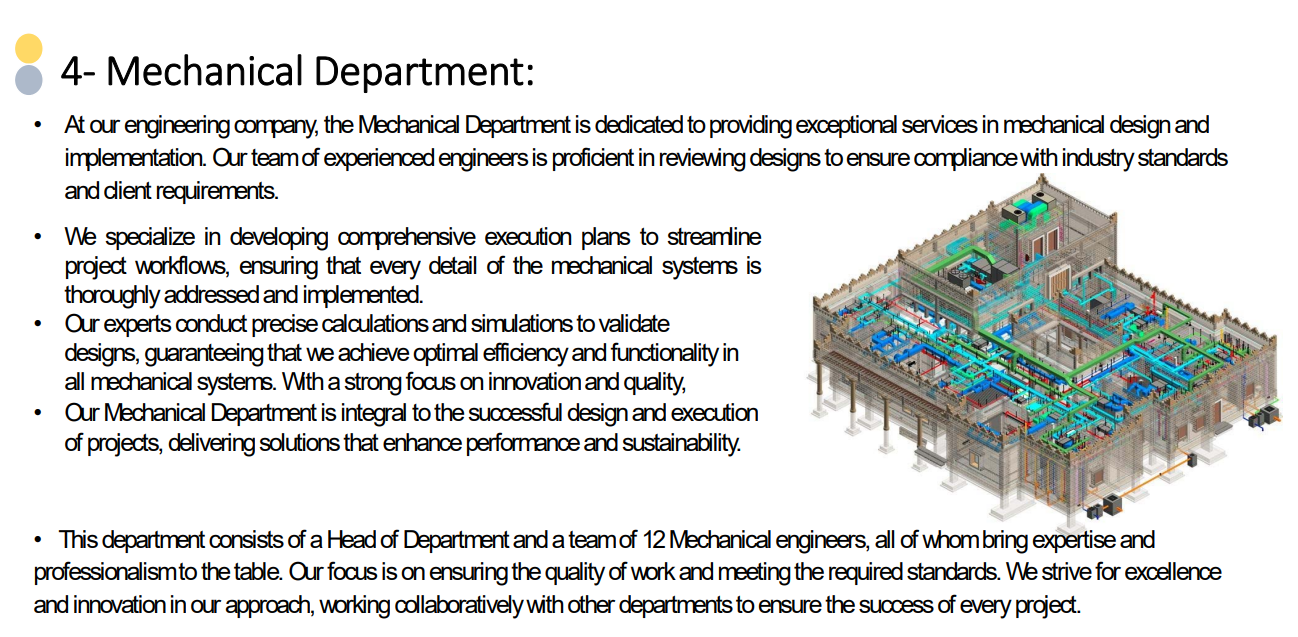 4- Mechanical Department:
• At our engineering company, the Mechanical Department is dedicated to providing exceptional services in mechanical design and
implementation. Our team of experienced engineers is proficient in reviewing designs to ensure compliance with industry standards
and client requirements.
• We specialize in developing comprehensive execution plans to streamline
project workflows, ensuring that every detail of the mechanical systems is
thoroughly addressed and implemented.
• Our experts conduct precise calculations and simulations to validate
designs, guaranteeing that we achieve optimal efficiency and functionality in
all mechanical systems. With a strong focus on innovation and quality,
• Our Mechanical Department is integral to the successful design and execution
of projects, delivering solutions that enhance performance and sustainability.
• This department consists of a Head of Department and a team of 12 Mechanical engineers, all of whom bring expertise and
professionalism to the table. Our focus is on ensuring the quality of work and meeting the required standards. We strive for excellence
and innovation in our approach, working collaboratively with other departments to ensure the success of every project.